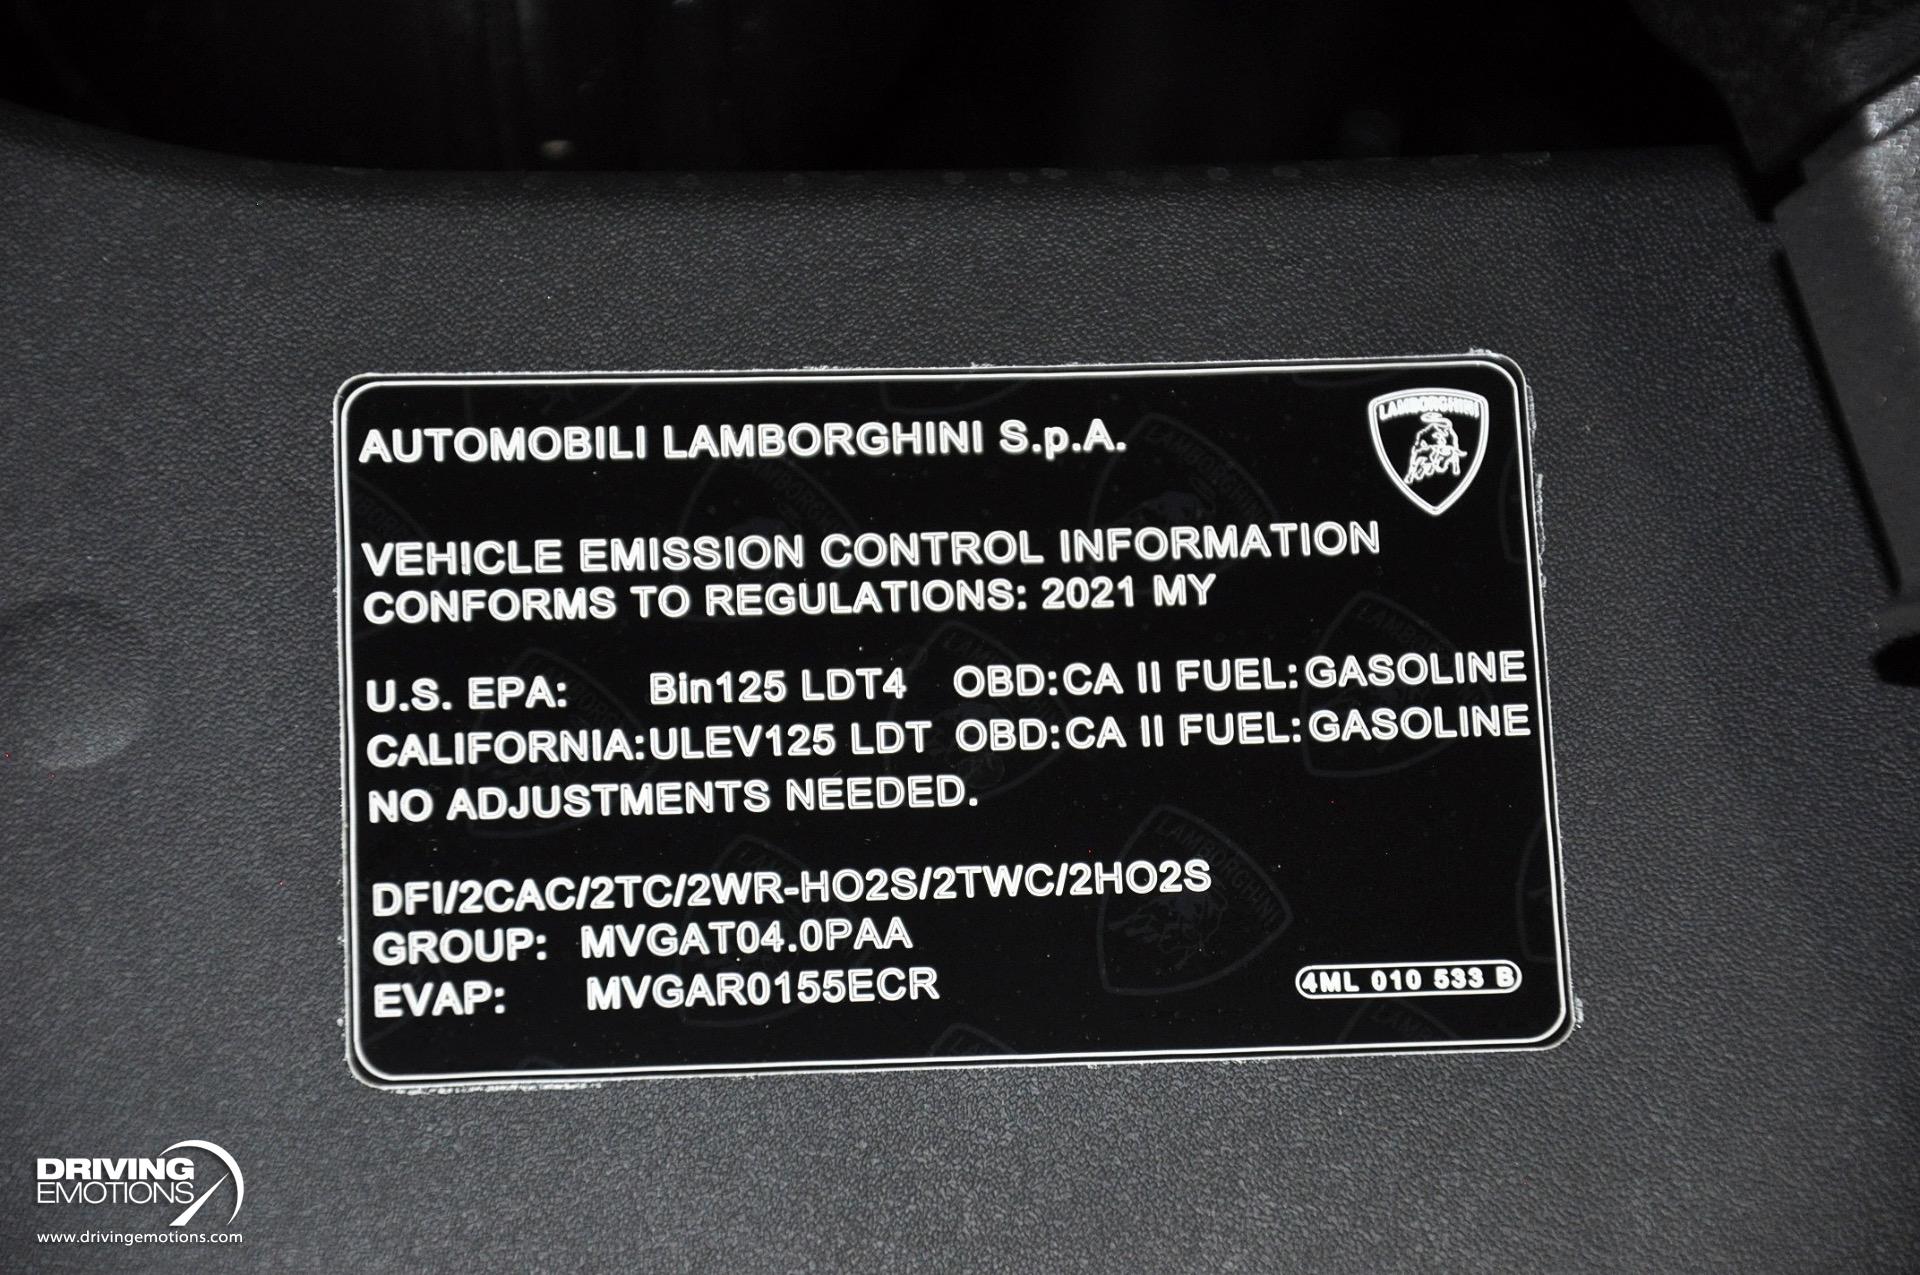 AUTOMOBILI LAMBORGHINI S.p.A.
LAMBORGHINI
VEHICLE EMISSION CONTROL INFORMATION
CONFORMS TO REGULATIONS: 2021 MY
U.S. EPA: Bin125 LDT4 OBD:CA II FUEL:GASOLINE
CALIFORNIA:ULEV125 LDT OBD:CA II FUEL:GASOLINE
NO ADJUSTMENTS NEEDED.
DFI/2CAC/2TC/2WR-HO2S/2TWC/2HO2S
GROUP: MVGAT04.0PAA
EVAP: MVGAR0155ECR
4ML 010 533 B
DRIVING
EMOTIONS
www.drivingemotions.com